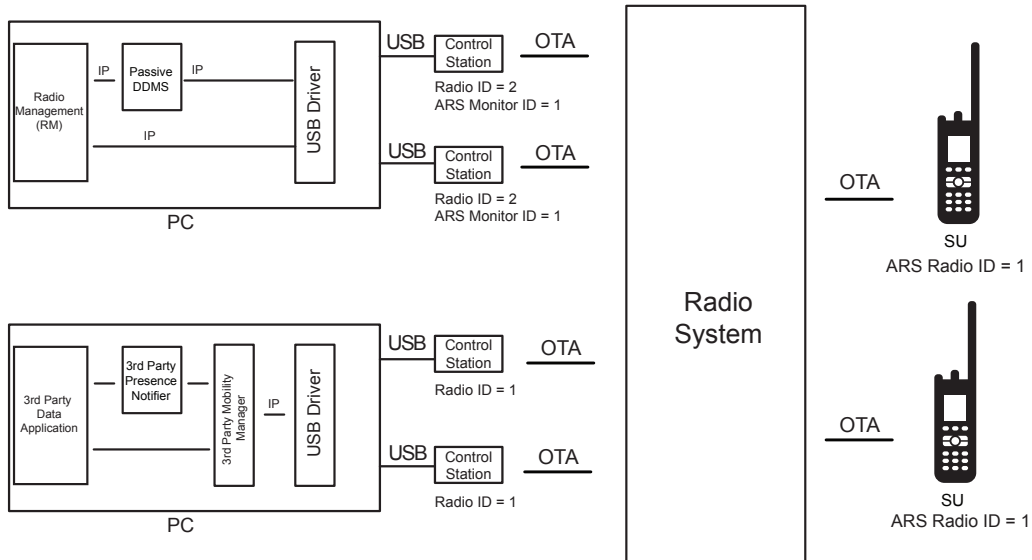 Radio
Management
(RM)
IP
Passive
DDMS
IP
IP
USB Driver
PC
USB
Control
Station
OTA
Radio ID = 2
ARS Monitor ID = 1
USB
Control
Station
OTA
Radio ID = 2
ARS Monitor ID = 1
3rd Party
Data
Application
3rd Party
Presence
Notifier
3rd Party Mobility
Manager
IP
USB Driver
PC
USB
Control
Station
OTA
Radio ID = 1
USB
Control
Station
OTA
Radio ID = 1
Radio
System
OTA
SU
ARS Radio ID = 1
OTA
SU
ARS Radio ID = 1